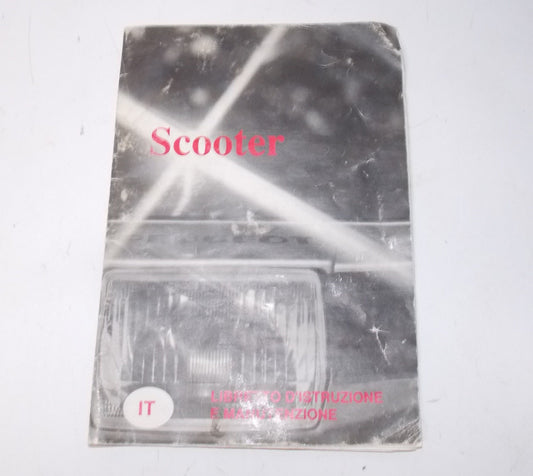 Scooter
IT
LIBRETTO D'ISTRUZIONE
E MANUTENZIONE